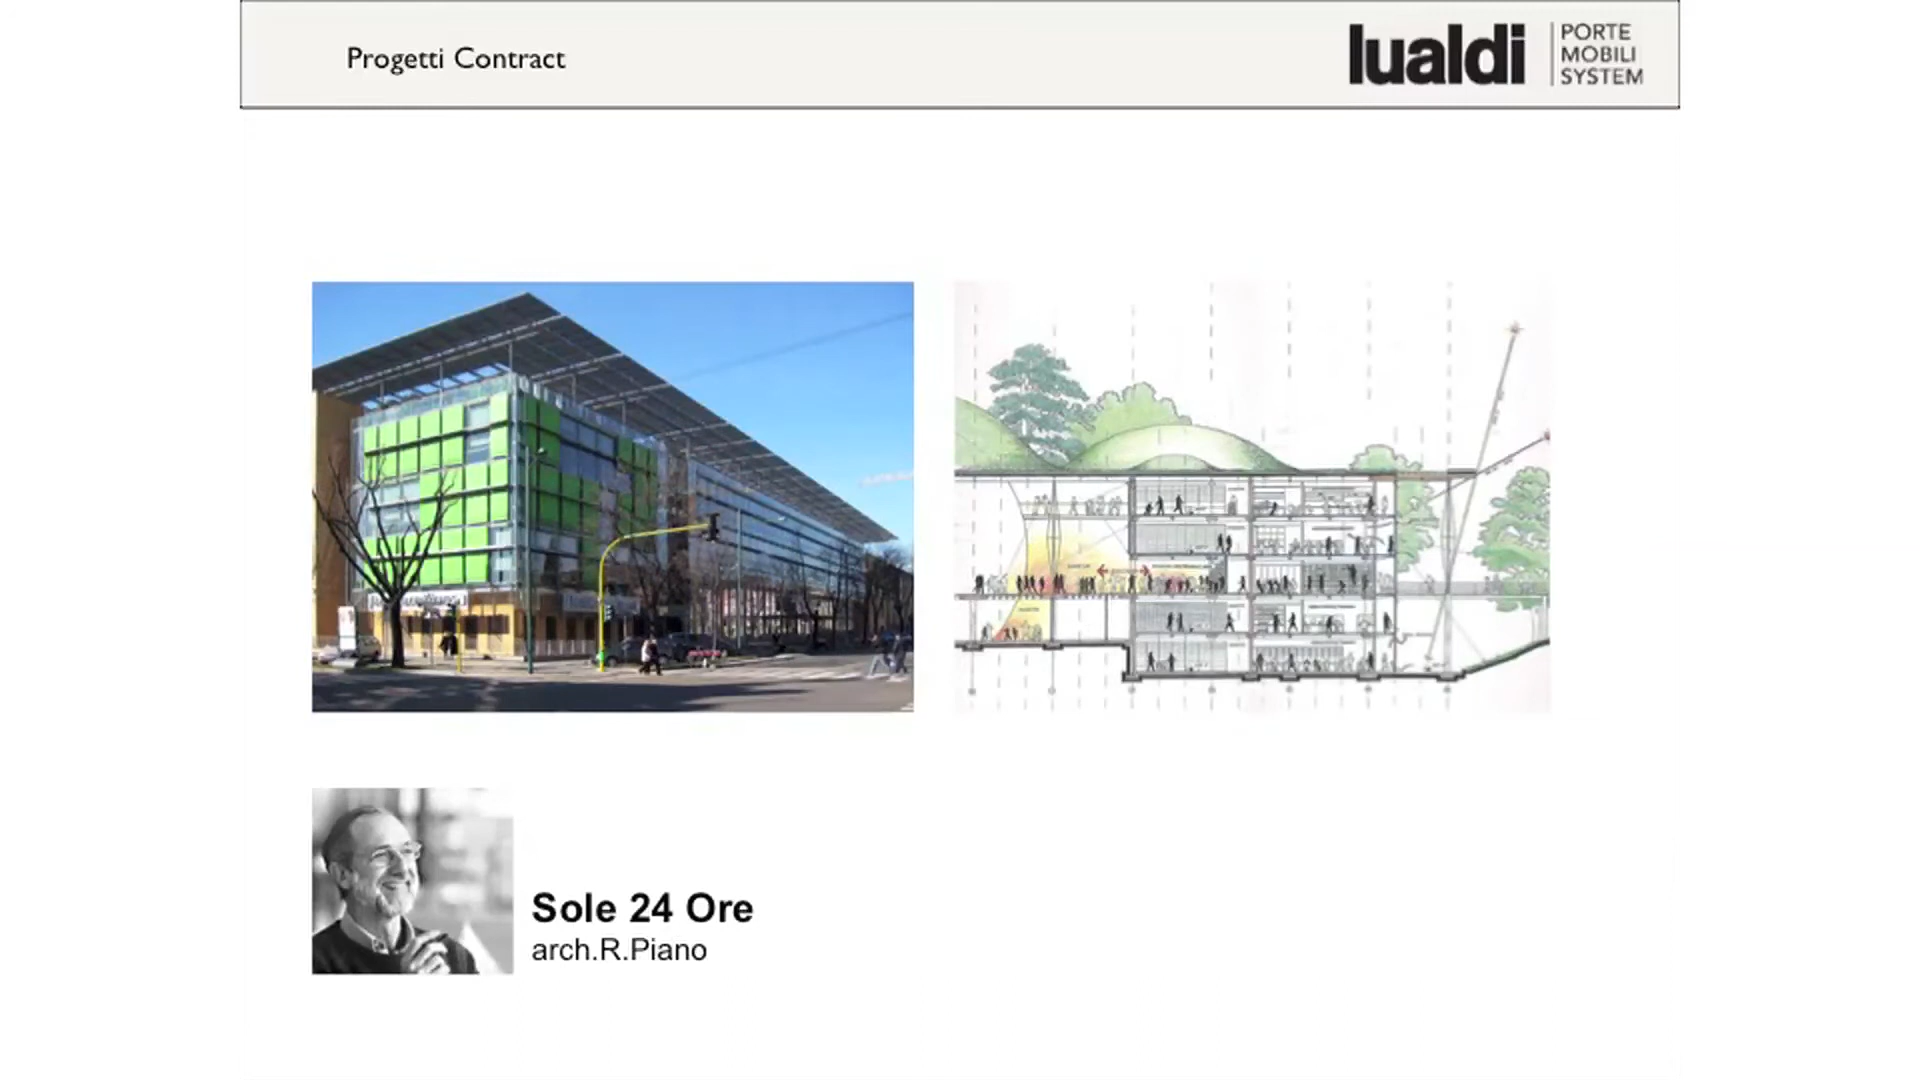 Progetti Contract
lualdi
PORTE
MOBILI
SYSTEM
Sole 24 Ore
arch.R.Piano